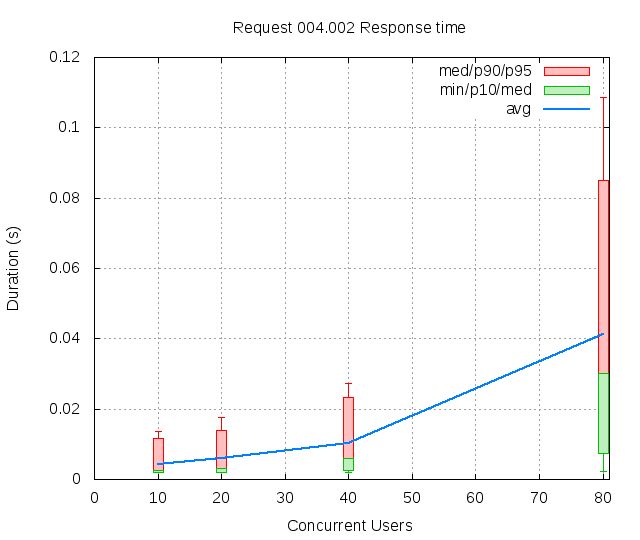 Request 004.002 Response time
0.12
0.1
0.08
0.06
0.04
0.02
0
Duration (s)
med/p90/p95
min/p10/med
avg
0 10 20 30 40 50 60 70 80
Concurrent Users